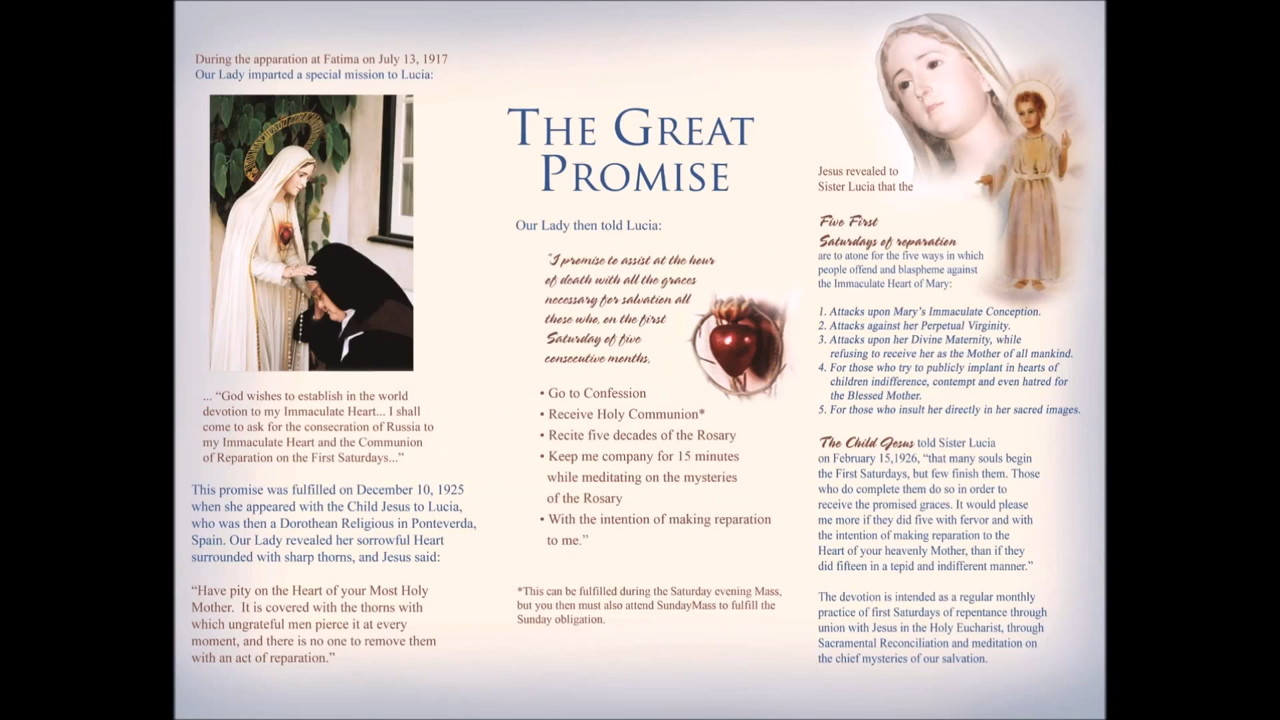 During the apparation at Fatima on July 13, 1917
Our Lady imparted a special mission to Lucia:
... “God wishes to establish in the world
devotion to my Immaculate Heart... I shall
come to ask for the consecration of Russia to
my Immaculate Heart and the Communion
of Reparation on the First Saturdays...”
This promise was fulfilled on December 10, 1925
when she appeared with the Child Jesus to Lucia,
who was then a Dorothean Religious in Ponteverda,
Spain. Our Lady revealed her sorrowful Heart
surrounded with sharp thorns, and Jesus said:
“Have pity on the Heart of your Most Holy
Mother. It is covered with the thorns with
which ungrateful men pierce it at every
moment, and there is no one to remove them
with an act of reparation.”
THE GREAT
PROMISE
Our Lady then told Lucia:
“I promise to assist at the hour
of death with all the graces
necessary for salvation all
those who, on the first
Saturday of five
consecutive months,
• Go to Confession
• Receive Holy Communion*
• Recite five decades of the Rosary
• Keep me company for 15 minutes
while meditating on the mysteries
of the Rosary
• With the intention of making reparation
to me.”
*This can be fulfilled during the Saturday evening Mass,
but you then must also attend SundayMass to fulfill the
Sunday obligation.
Jesus revealed to
Sister Lucia that the
Five First
Saturdays of reparation
are to atone for the five ways in which
people offend and blaspheme against
the Immaculate Heart of Mary:
1. Attacks upon Mary’s Immaculate Conception.
2. Attacks against her Perpetual Virginity.
3. Attacks upon her Divine Maternity, while
refusing to receive her as the Mother of all mankind.
4. For those who try to publicly implant in hearts of
children indifference, contempt and even hatred for
the Blessed Mother.
5. For those who insult her directly in her sacred images.
The Child Jesus told Sister Lucia
on February 15,1926, “that many souls begin
the First Saturdays, but few finish them. Those
who do complete them do so in order to
receive the promised graces. It would please
me more if they did five with fervor and with
the intention of making reparation to the
Heart of your heavenly Mother, than if they
did fifteen in a tepid and indifferent manner.”
The devotion is intended as a regular monthly
practice of first Saturdays of repentance through
union with Jesus in the Holy Eucharist, through
Sacramental Reconciliation and meditation on
the chief mysteries of our salvation.